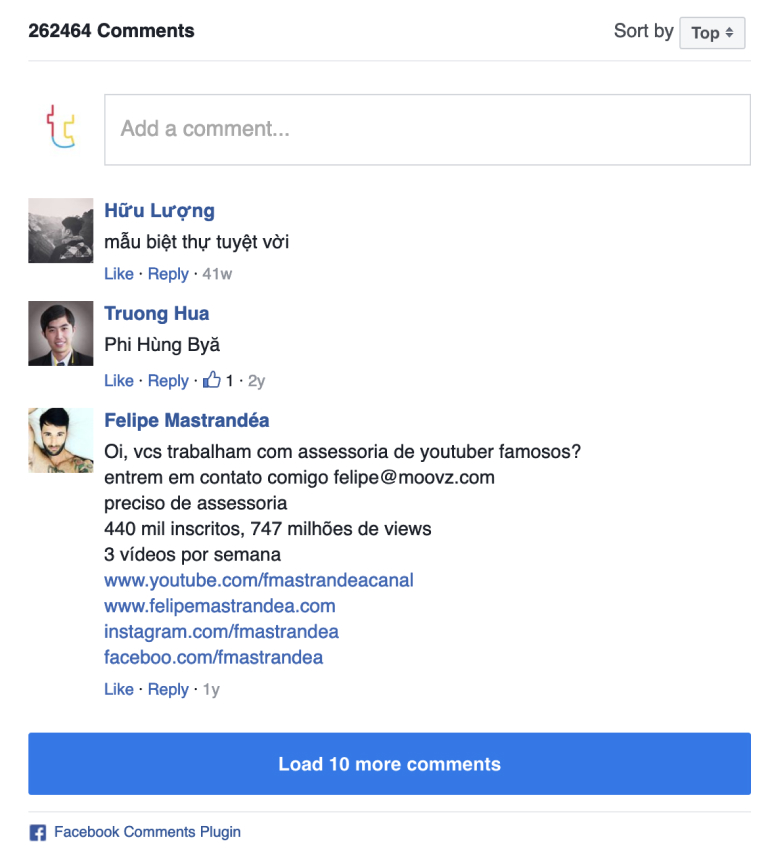 262464 Comments
Sort by Top
Add a comment...
Hữu Lượng
mẫu biệt thự tuyệt vời
Like · Reply · 41w
Truong Hua
Phi Hùng Byă
Like · Reply · 1 · 2y
Felipe Mastrandéa
Oi, vcs trabalham com assessoria de youtuber famosos?
entrem em contato comigo felipe@moovz.com
preciso de assessoria
440 mil inscritos, 747 milhões de views
3 vídeos por semana
www.youtube.com/fmastrandeacanal
www.felipemastrandea.com
instagram.com/fmastrandea
faceboo.com/fmastrandea
Like · Reply · 1y
Load 10 more comments
Facebook Comments Plugin